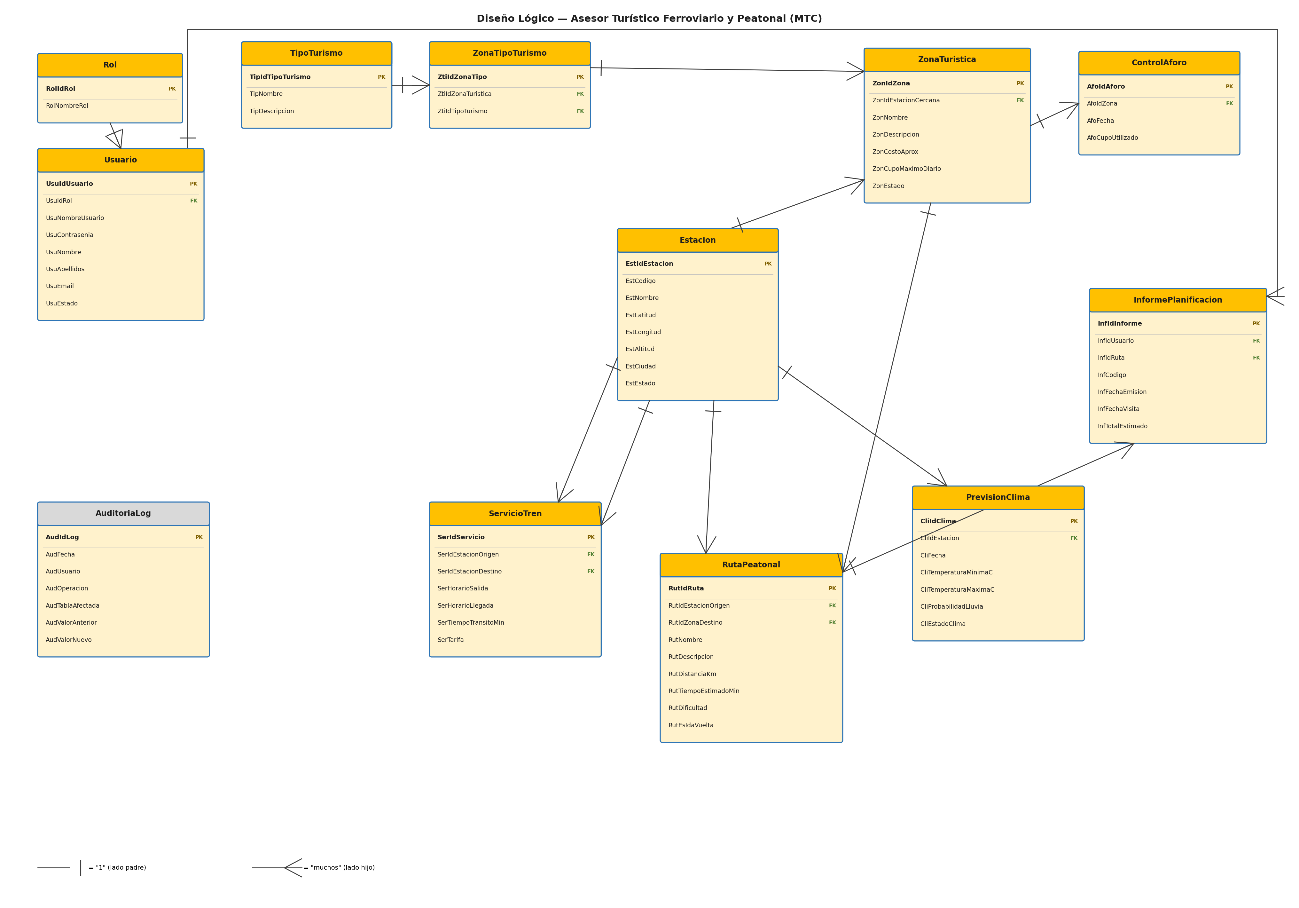 Diseño Lógico — Asesor Turístico Ferroviario y Peatonal (MTC)
Rol
RolIdRol PK
RolNombreRol
TipoTurismo
TipIdTipoTurismo PK
TipNombre
TipDescripcion
ZonaTipoTurismo
ZtiIdZonaTipo PK
ZtiIdZonaTuristica FK
ZtiIdTipoTurismo FK
ZonaTuristica
ZonIdZona PK
ZonIdEstacionCercana FK
ZonNombre
ZonDescripcion
ZonCostoAprox
ZonCupoMaximoDiario
ZonEstado
ControlAforo
AfoIdAforo PK
AfoIdZona FK
AfoFecha
AfoCupoUtilizado
Usuario
UsuIdUsuario PK
UsuIdRol FK
UsuNombreUsuario
UsuContrasenia
UsuNombre
UsuApellidos
UsuEmail
UsuEstado
Estacion
EstIdEstacion PK
EstCodigo
EstNombre
EstLatitud
EstLongitud
EstAltitud
EstCiudad
EstEstado
InformePlanificacion
InfIdInforme PK
InfIdUsuario FK
InfIdRuta FK
InfCodigo
InfFechaEmision
InfFechaVisita
InfTotalEstimado
AuditoriaLog
AudIdLog PK
AudFecha
AudUsuario
AudOperacion
AudTablaAfectada
AudValorAnterior
AudValorNuevo
ServicioTren
SerIdServicio PK
SerIdEstacionOrigen FK
SerIdEstacionDestino FK
SerHorarioSalida
SerHorarioLlegada
SerTiempoTransitoMin
SerTarifa
RutaPeatonal
RutIdRuta PK
RutIdEstacionOrigen FK
RutIdZonaDestino FK
RutNombre
RutDescripcion
RutDistanciaKm
RutTiempoEstimadoMin
RutDificultad
RutEsIdaVuelta
PrevisionClima
CliIdClima PK
CliIdEstacion FK
CliFecha
CliTemperaturaMinimaC
CliTemperaturaMaximaC
CliProbabilidadLluvia
CliEstadoClima
= "1" (lado padre)
= "muchos" (lado hijo)